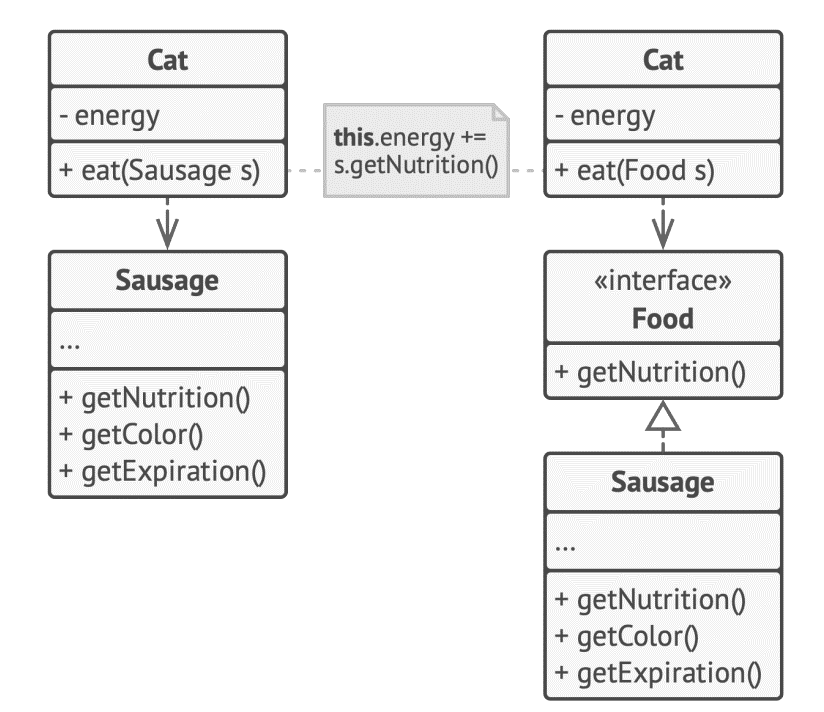 Cat
- energy
+ eat(Sausage s)
Sausage
...
+ getNutrition()
+ getColor()
+ getExpiration()
this.energy +=
s.getNutrition()
Cat
- energy
+ eat(Food s)
«interface»
Food
+ getNutrition()
Sausage
...
+ getNutrition()
+ getColor()
+ getExpiration()